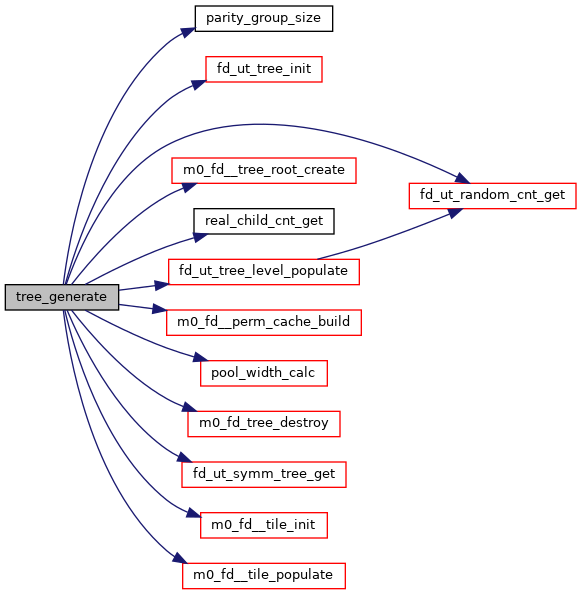 parity_group_size
fd_ut_tree_init
m0_fd__tree_root_create
fd_ut_random_cnt_get
real_child_cnt_get
fd_ut_tree_level_populate
tree_generate
m0_fd__perm_cache_build
pool_width_calc
m0_fd_tree_destroy
fd_ut_symm_tree_get
m0_fd__tile_init
m0_fd__tile_populate